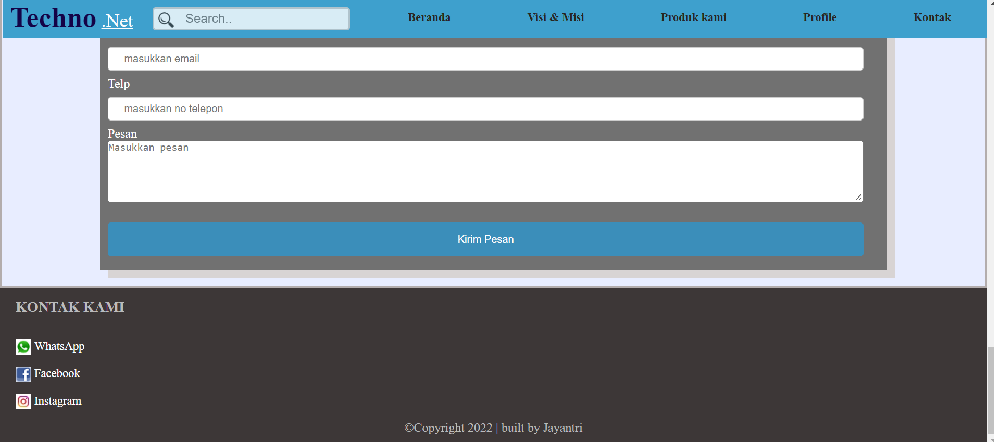 Techno .Net Search.. Beranda Visi & Misi Produk kami Profile Kontak
masukkan email
Telp
masukkan no telepon
Pesan
Masukkan pesan
Kirim Pesan
KONTAK KAMI
WhatsApp
Facebook
Instagram
©Copyright 2022 | built by Jayantri